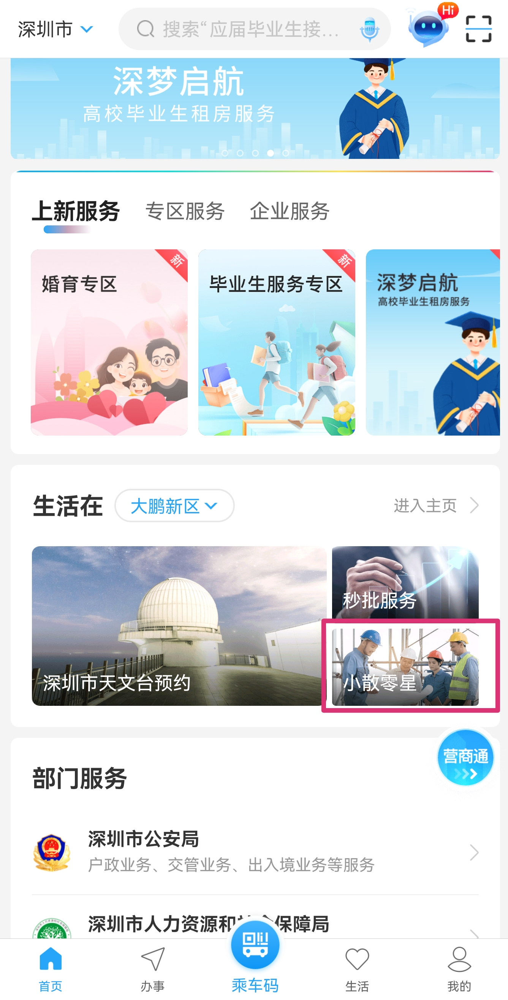 深圳市
搜索“应届毕业生接...
Hi
深梦启航
高校毕业生租房服务
上新服务
专区服务
企业服务
新
婚育专区
新
毕业生服务专区
深梦启航
高校毕业生租房服务
生活在
大鹏新区
进入主页
秒批服务
深圳市天文台预约
小散零星
营商通
部门服务
深圳市公安局
户政业务、交管业务、出入境业务等服务
深圳市人力资源和社会保障局
首页
办事
乘车码
生活
我的